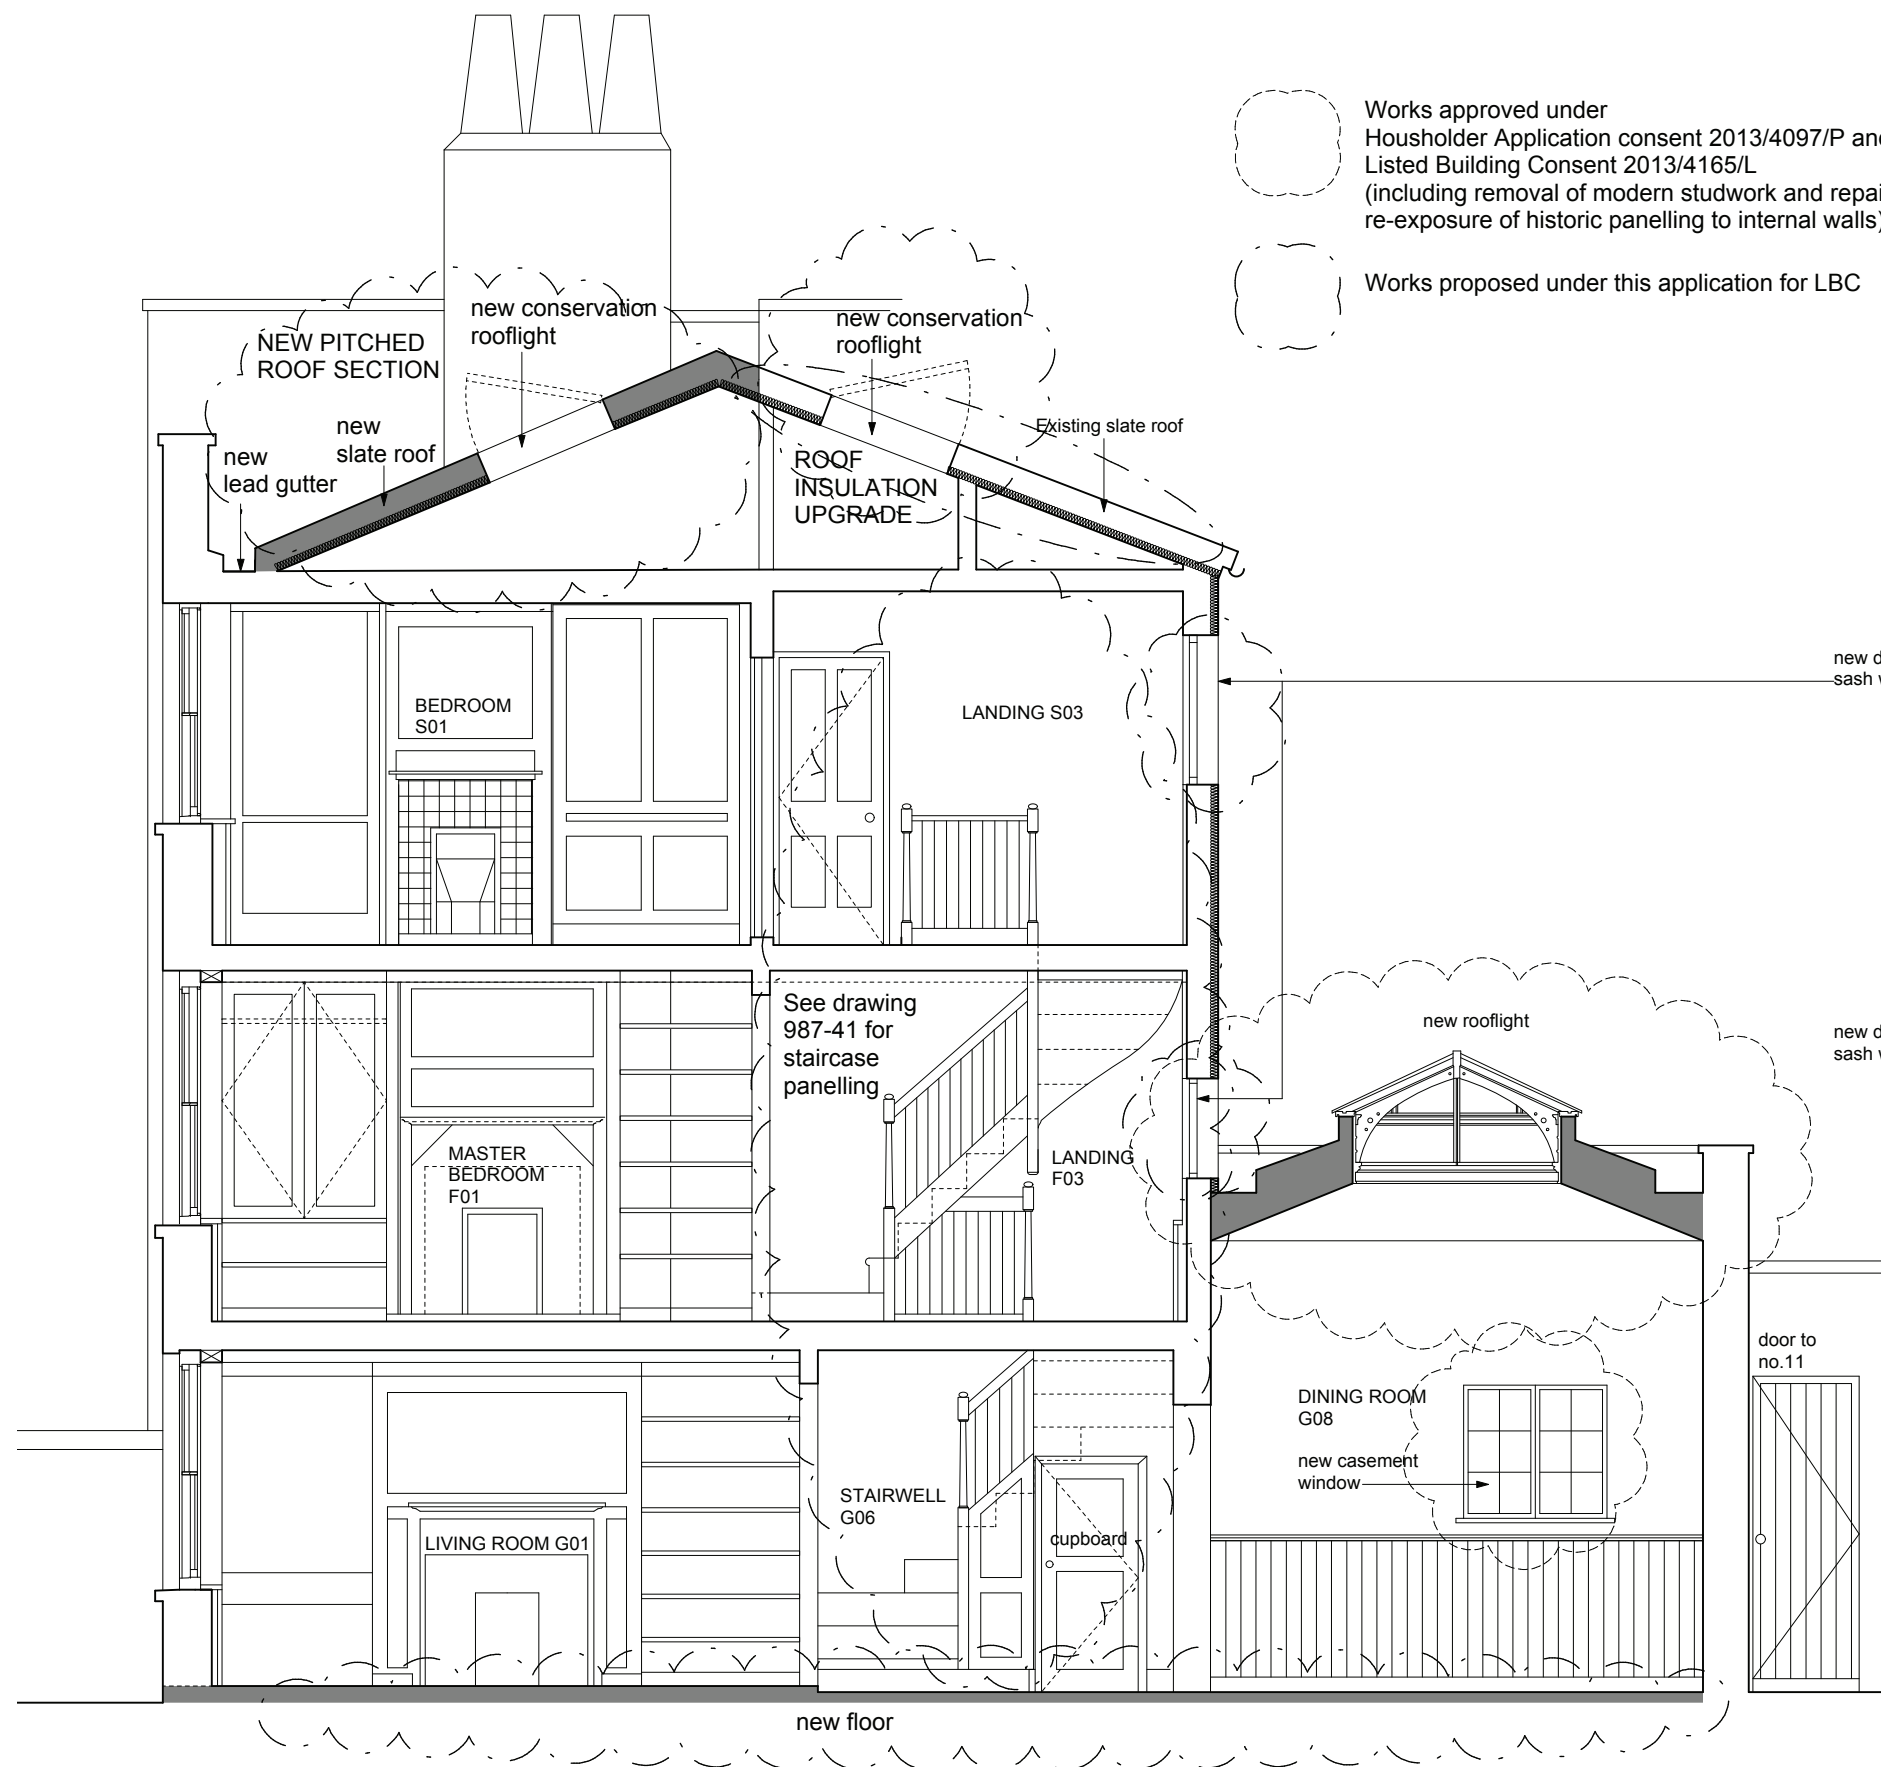 Works approved under
Housholder Application consent 2013/4097/P and
Listed Building Consent 2013/4165/L
(including removal of modern studwork and repai
re-exposure of historic panelling to internal walls)
Works proposed under this application for LBC
new conservation
rooflight
new conservation
rooflight
NEW PITCHED
ROOF SECTION
new
slate roof
new
lead gutter
Existing slate roof
ROOF
INSULATION
UPGRADE
BEDROOM
S01
LANDING S03
new d
sash w
See drawing
987-41 for
staircase
panelling
new rooflight
new d
sash w
MASTER
BEDROOM
F01
LANDING
F03
door to
no.11
DINING ROOM
G08
new casement
window
STAIRWELL
G06
LIVING ROOM G01
cupboard
new floor